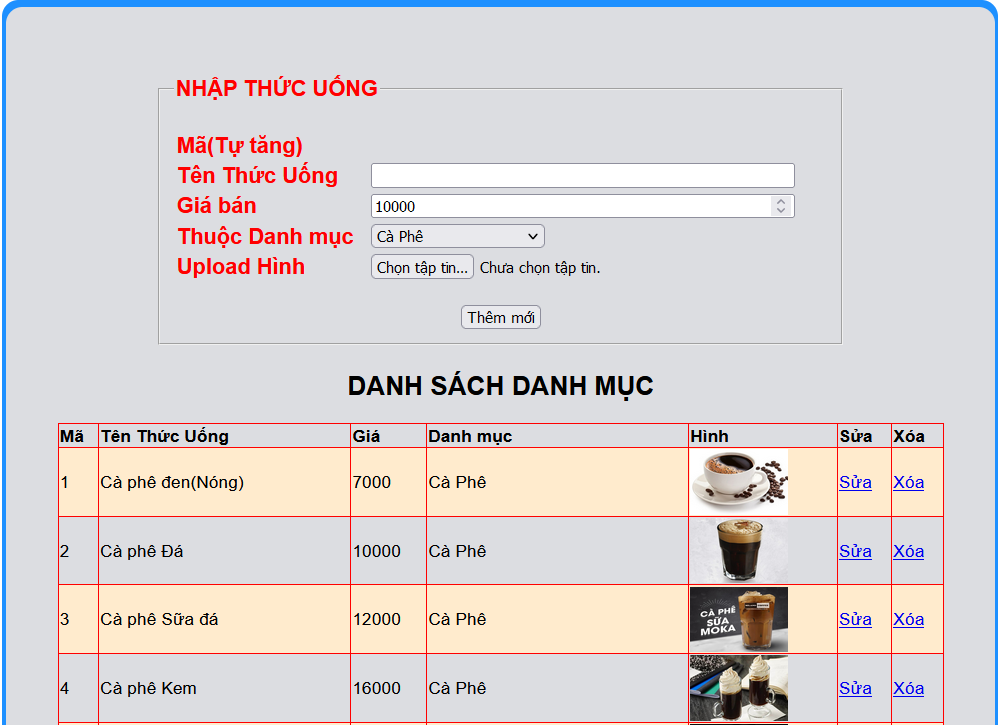 NHẬP THỨC UỐNG
Mã(Tự tăng)
Tên Thức Uống
Giá bán 10000
Thuộc Danh mục Cà Phê
Upload Hình Chọn tập tin... Chưa chọn tập tin.
Thêm mới
DANH SÁCH DANH MỤC
Mã Tên Thức Uống Giá Danh mục Hình Sửa Xóa
1 Cà phê đen(Nóng) 7000 Cà Phê Sửa Xóa
2 Cà phê Đá 10000 Cà Phê Sửa Xóa
3 Cà phê Sữa đá 12000 Cà Phê Sửa Xóa
CÀ PHÊ
SỮA
MOKA
4 Cà phê Kem 16000 Cà Phê Sửa Xóa